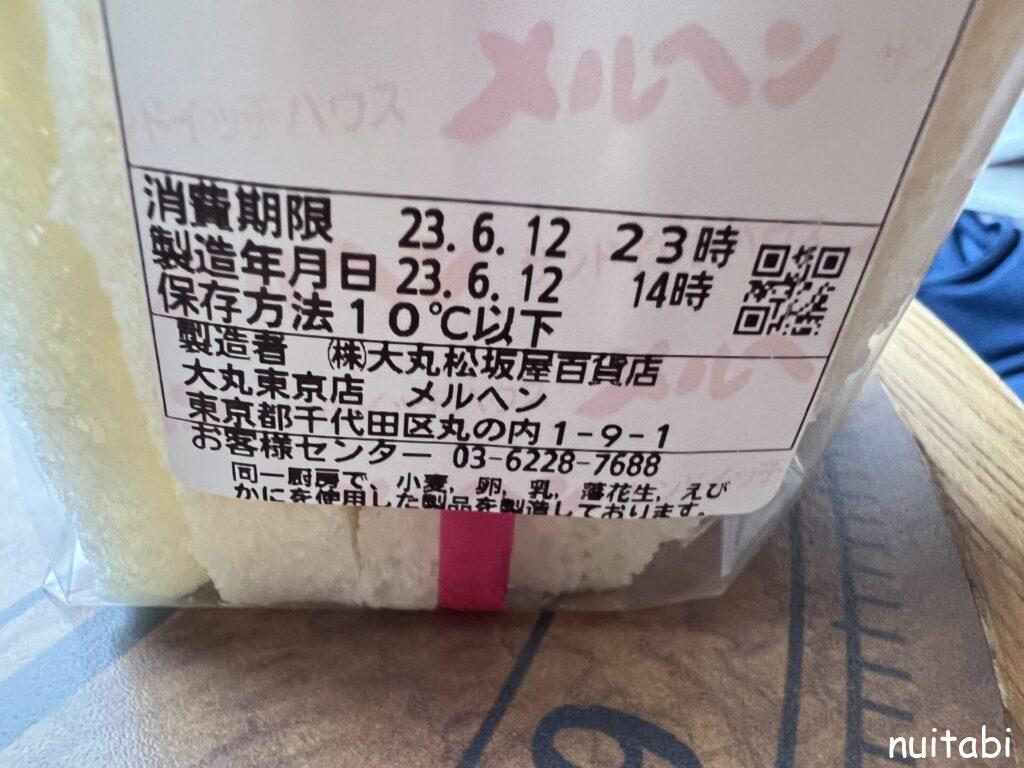 メルヘン
ドイッチハウス
消費期限 23.6.12 23時
製造年月日 23.6.12 14時
保存方法10℃以下
製造者 ㈱大丸松坂屋百貨店
大丸東京店 メルヘン
東京都千代田区丸の内1-9-1
お客様センター 03-6228-7688
同一厨房で、小麦、卵、乳、落花生、えび
かにを使用した製品を製造しております。
メルヘ
6
nuitabi